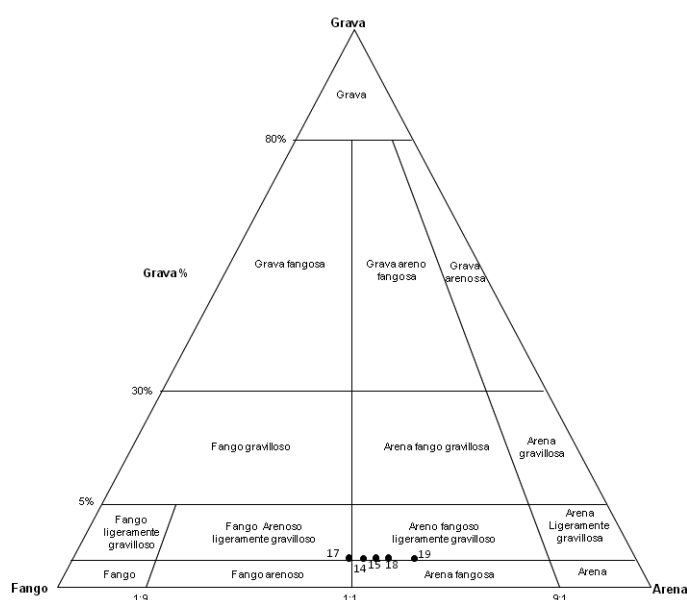 Grava
Grava
80%
Grava fangosa
Grava areno
fangosa
Grava
arenosa
Grava %
30%
Fango gravilloso
Arena fango gravillosa
Arena
gravillosa
5%
Fango
ligeramente
gravilloso
Fango Arenoso
ligeramente gravilloso
Areno fangoso
ligeramente gravilloso
Arena
Ligeramente
gravillosa
17
14
15
18
19
Fango
Fango
Fango arenoso
Arena fangosa
Arena
Arena
1:9
1:1
9:1